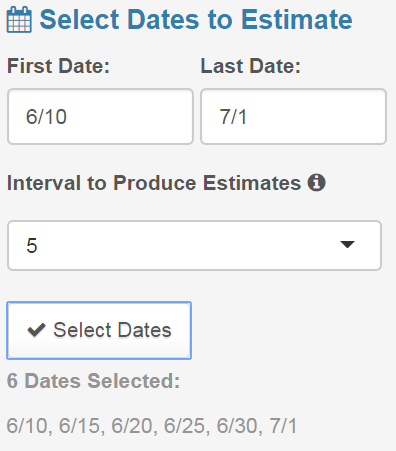 Select Dates to Estimate
First Date: Last Date:
6/10 7/1
Interval to Produce Estimates
5
Select Dates
6 Dates Selected:
6/10, 6/15, 6/20, 6/25, 6/30, 7/1